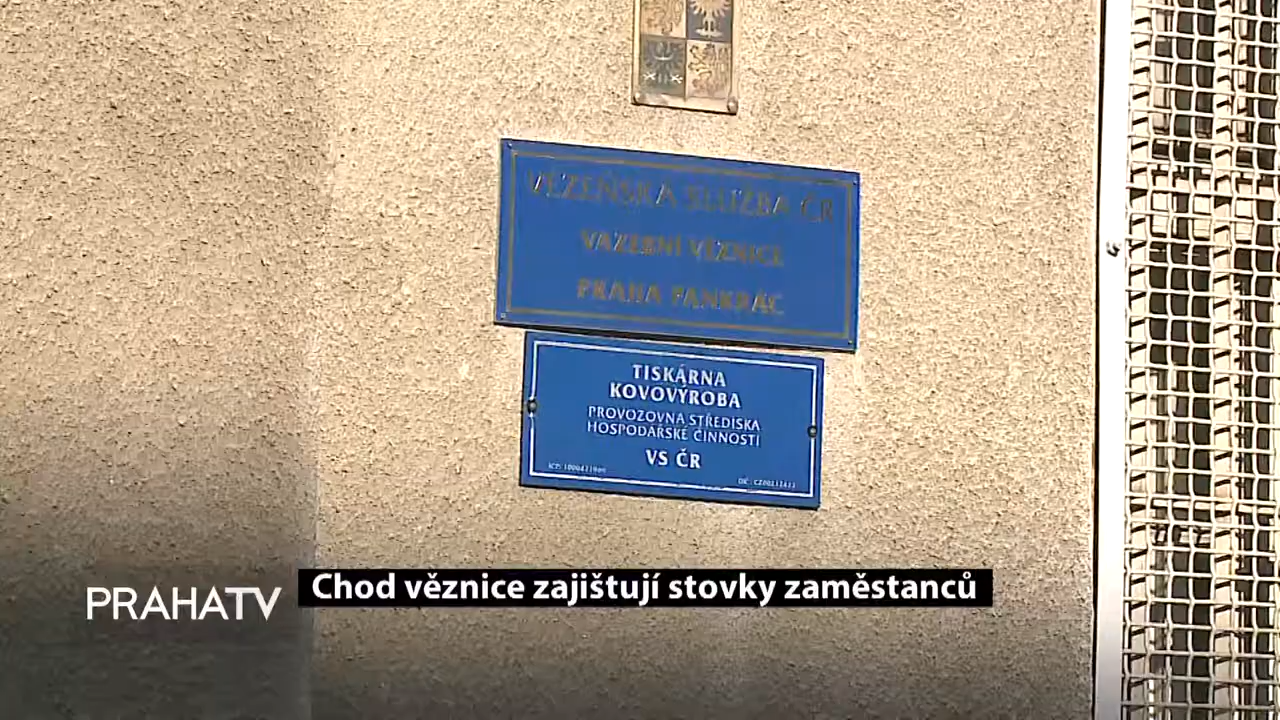 VĚZEŇSKÁ SLUŽBA ČR
VAZEBNÍ VĚZNICE
PRAHA PANKRÁC
TISKÁRNA
KOVOVÝROBA
PROVOZOVNA STŘEDISKA
HOSPODÁŘSKÉ ČINNOSTI
VS ČR
PRAHATV
Chod věznice zajištují stovky zaměstanců